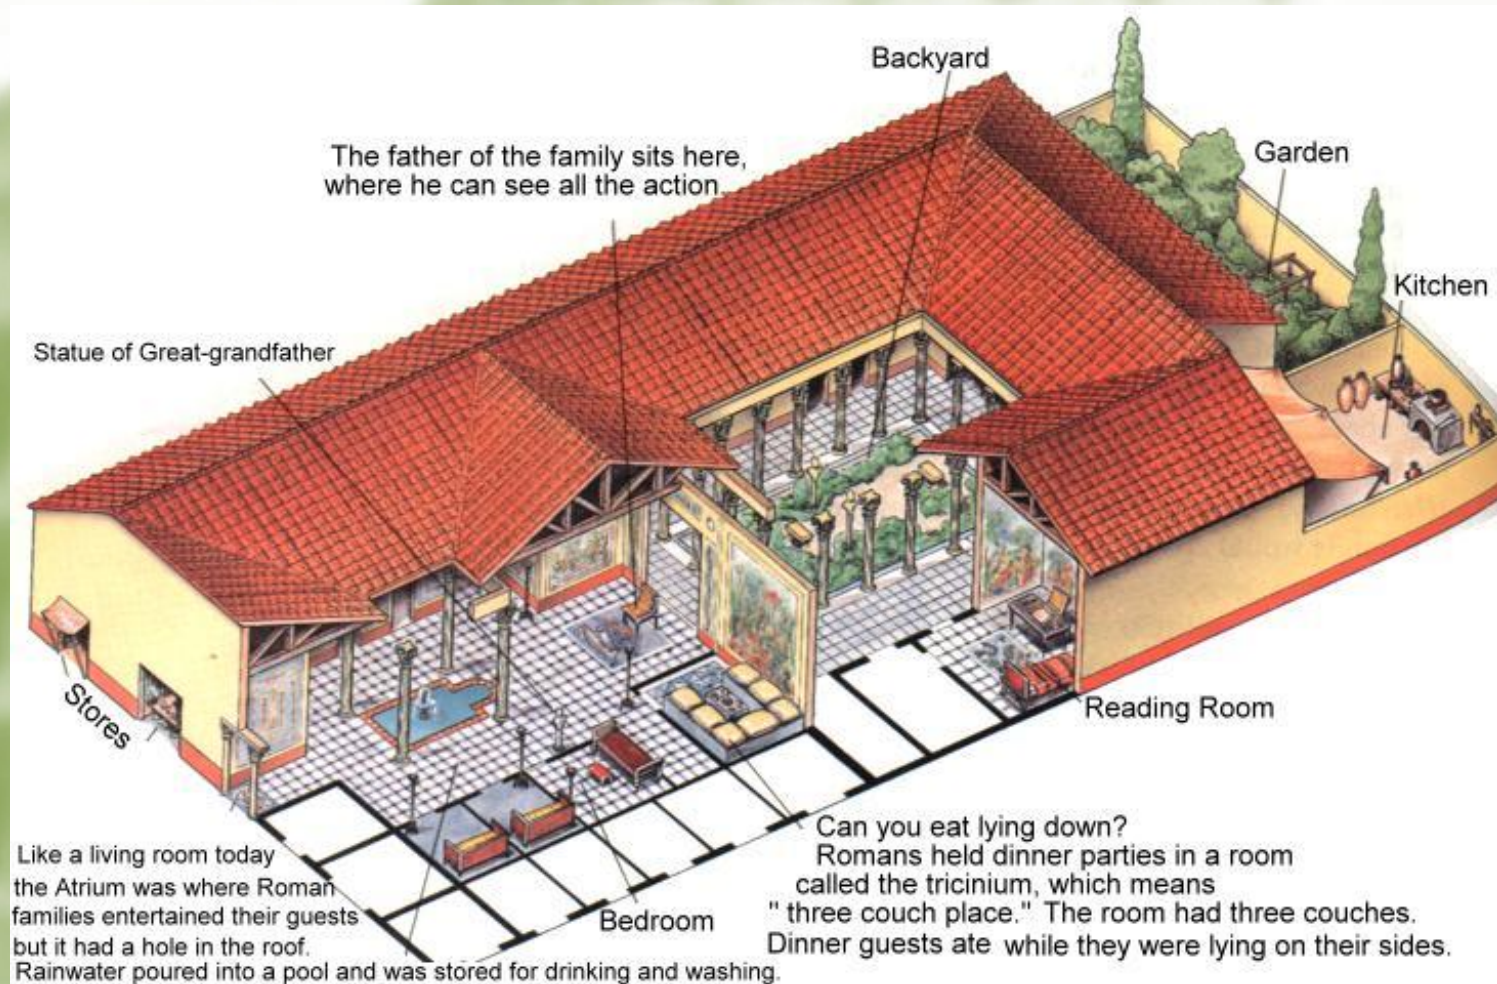 Backyard
The father of the family sits here,
where he can see all the action.
Garden
Kitchen
Statue of Great-grandfather
Stores
Reading Room
Like a living room today
the Atrium was where Roman
families entertained their guests
but it had a hole in the roof.
Rainwater poured into a pool and was stored for drinking and washing.
Bedroom
Can you eat lying down?
Romans held dinner parties in a room
called the tricinium, which means
" three couch place." The room had three couches.
Dinner guests ate while they were lying on their sides.